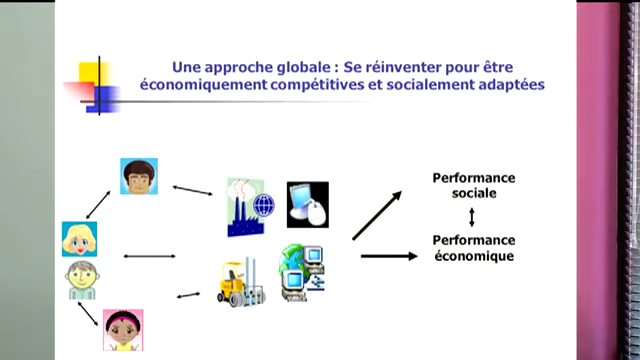 Une approche globale : Se réinventer pour être
économiquement compétitives et socialement adaptées
Performance
sociale
Performance
économique